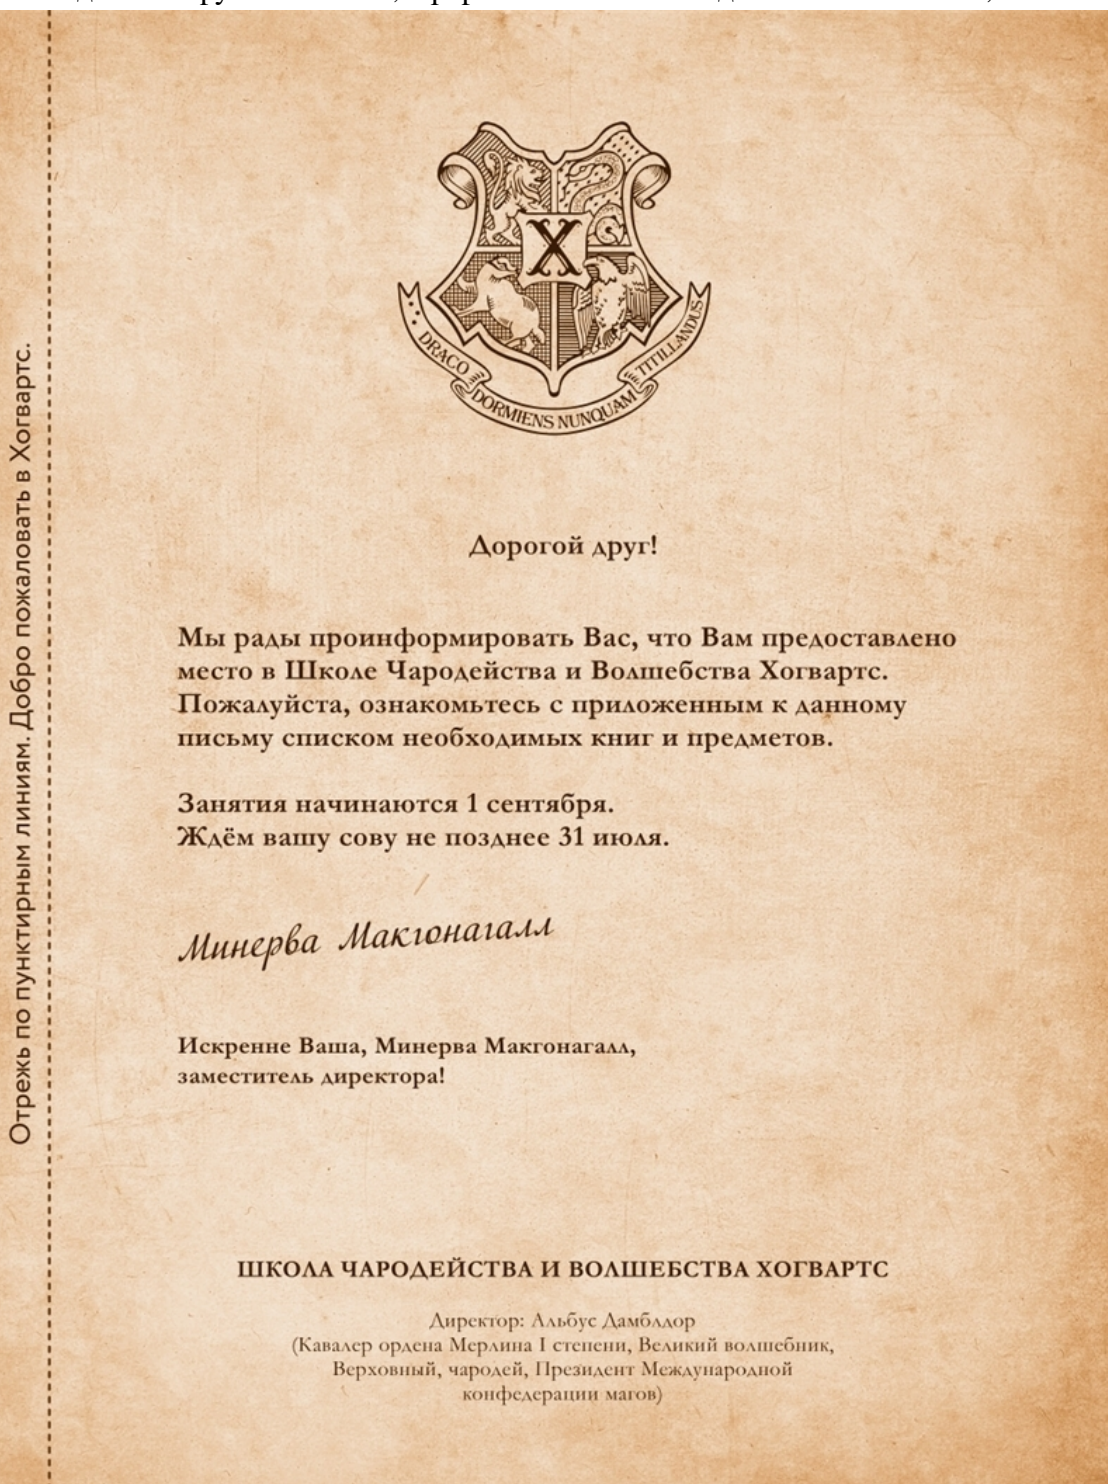 Х
DRACO DORMIENS NUNQUAM TITILLANDUS
Дорогой друг!
Мы рады проинформировать Вас, что Вам предоставлено
место в Школе Чародейства и Волшебства Хогвартс.
Пожалуйста, ознакомьтесь с приложенным к данному
письму списком необходимых книг и предметов.
Занятия начинаются 1 сентября.
Ждём вашу сову не позднее 31 июля.
Минерва Макгонагалл
Искренне Ваша, Минерва Макгонагалл,
заместитель директора!
ШКОЛА ЧАРОДЕЙСТВА И ВОЛШЕБСТВА ХОГВАРТС
Директор: Альбус Дамблдор
(Кавалер ордена Мерлина I степени, Великий волшебник,
Верховный, чародей, Президент Международной
конфедерации магов)
Отрежь по пунктирным линиям. Добро пожаловать в Хогвартс.